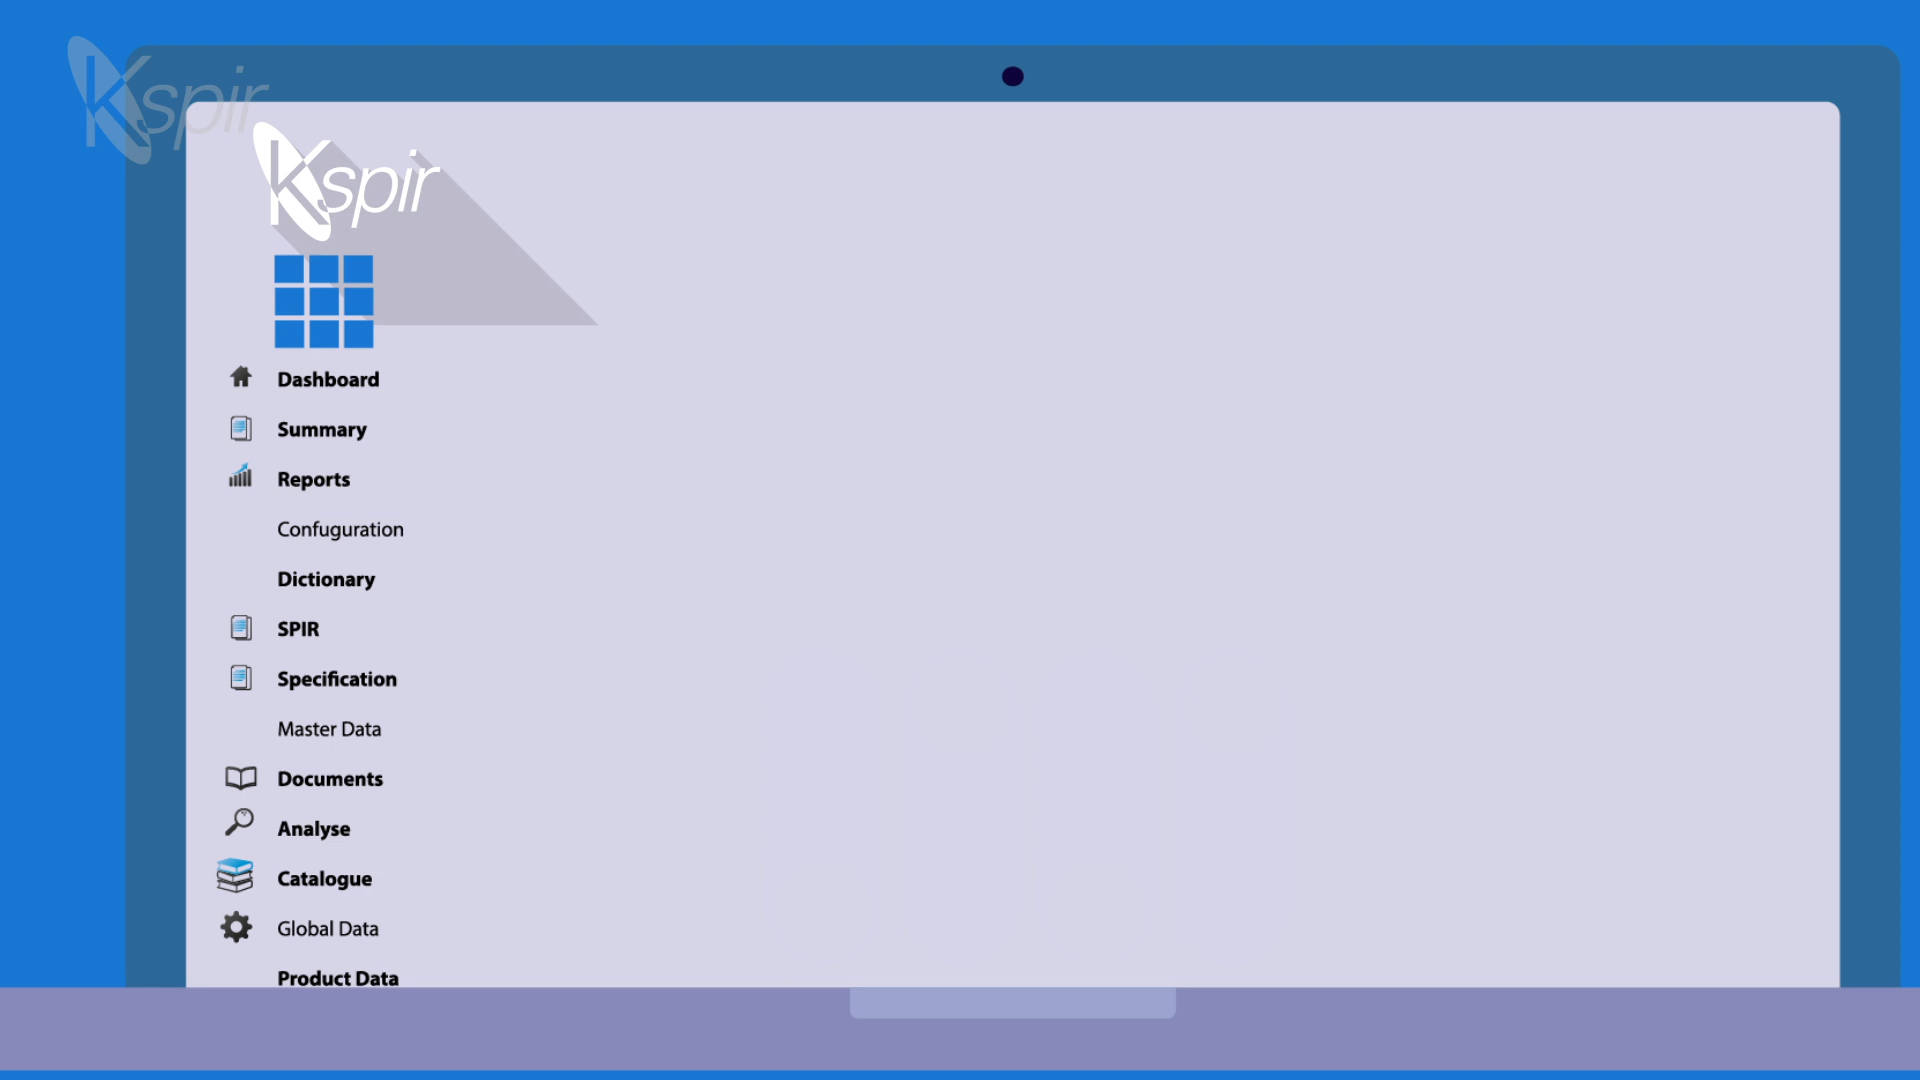 Kspir
Kspir
Dashboard
Summary
Reports
Confuguration
Dictionary
SPIR
Specification
Master Data
Documents
Analyse
Catalogue
Global Data
Product Data